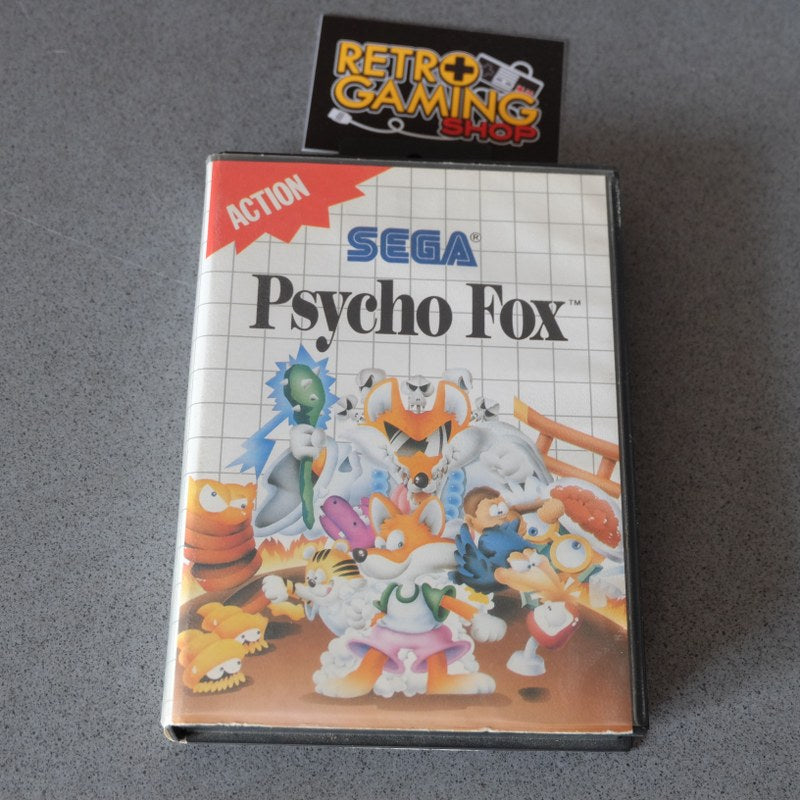 RETRO
GAMING
SHOP
ACTION
SEGA®
Psycho Fox™